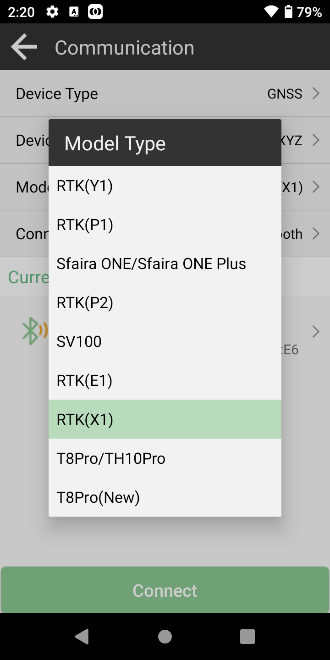 2:20
79%
Communication
Device Type
GNSS
Devic
XYZ
Model Type
RTK(Y1)
RTK(P1)
Sfaira ONE/Sfaira ONE Plus
RTK(P2)
SV100
RTK(E1)
RTK(X1)
T8Pro/TH10Pro
T8Pro(New)
Mode
X1)
Conn
ooth
Curre
:E6
Connect